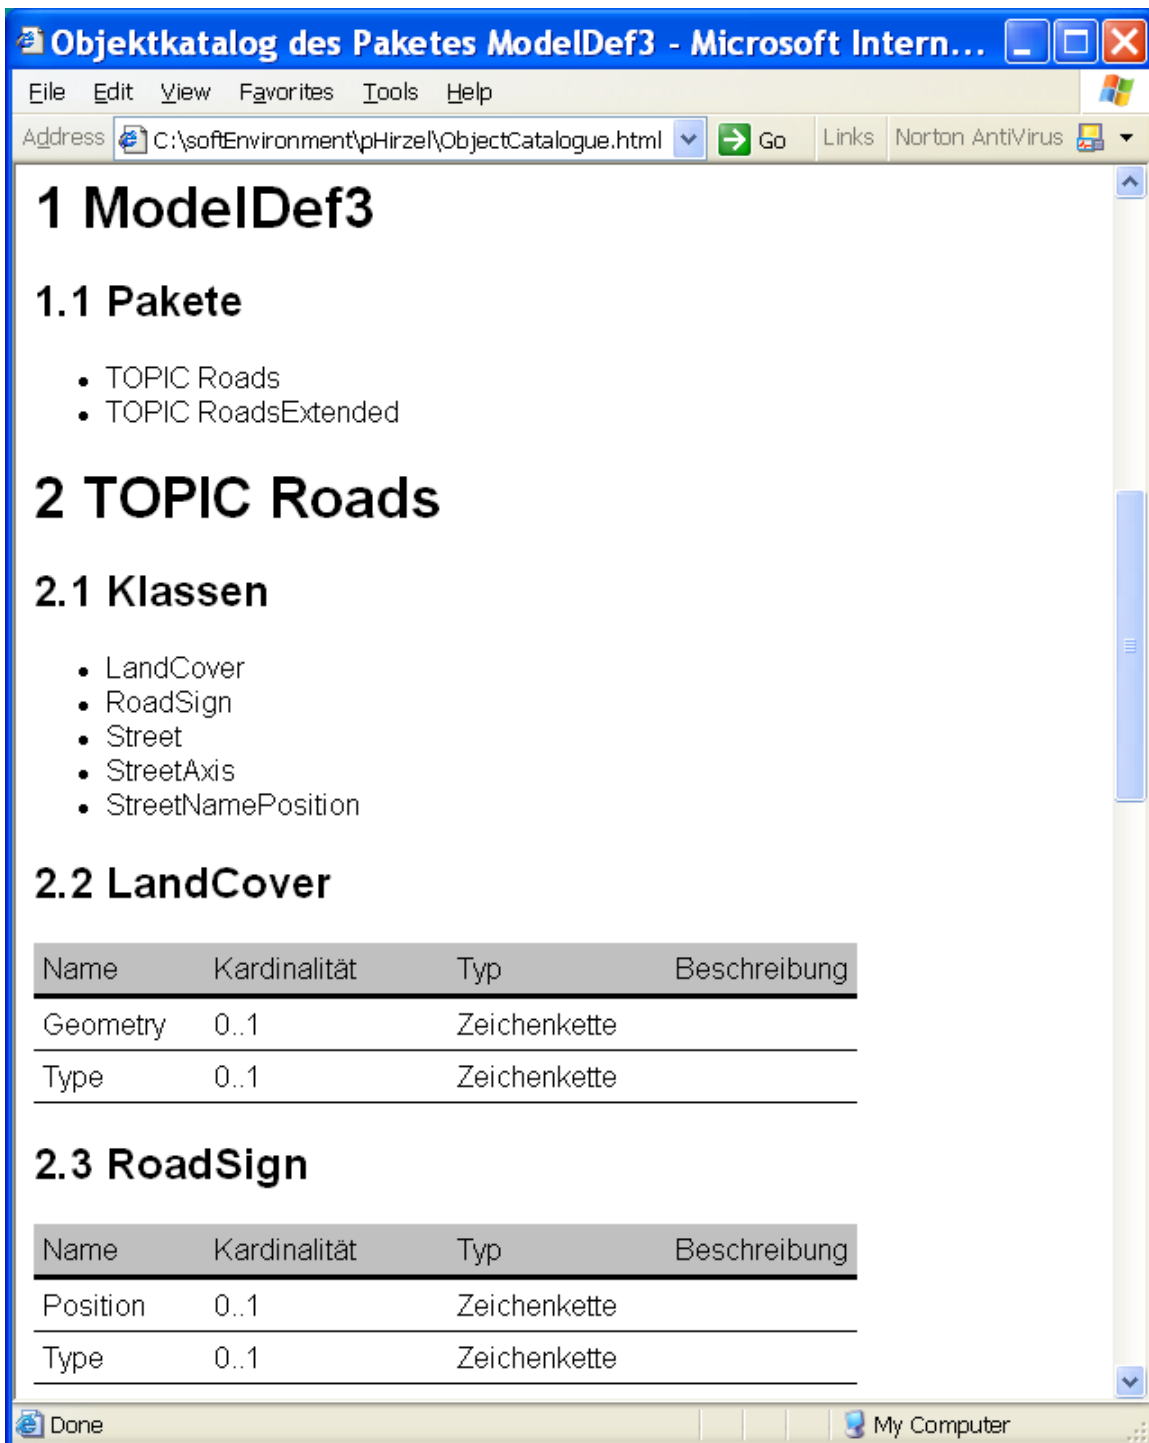 Objektkatalog des Paketes ModelDef3 - Microsoft Intern...
File Edit View Favorites Tools Help
Address C:\softEnvironment\pHirzel\ObjectCatalogue.html Go Links Norton AntiVirus
1 ModelDef3
1.1 Pakete
• TOPIC Roads
• TOPIC RoadsExtended
2 TOPIC Roads
2.1 Klassen
• LandCover
• RoadSign
• Street
• StreetAxis
• StreetNamePosition
2.2 LandCover
Name Kardinalität Typ Beschreibung
Geometry 0..1 Zeichenkette
Type 0..1 Zeichenkette
2.3 RoadSign
Name Kardinalität Typ Beschreibung
Position 0..1 Zeichenkette
Type 0..1 Zeichenkette
Done My Computer